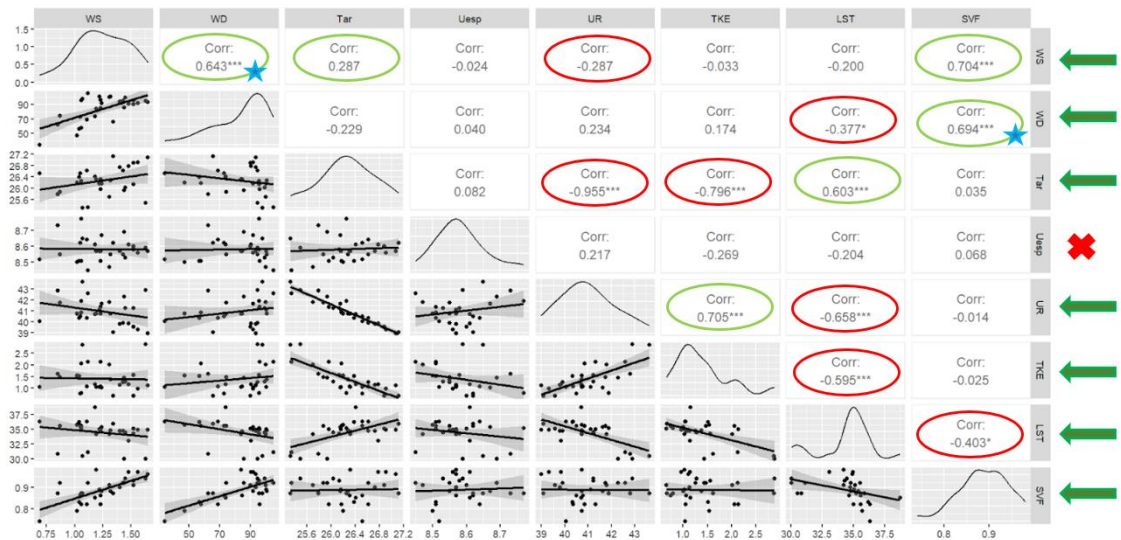 WS WD Tar Uesp UR TKE LST SVF
1.5
1.0
0.5
0.0
Corr:
0.643***
Corr:
0.287
Corr:
-0.024
Corr:
-0.287
Corr:
-0.033
Corr:
-0.200
Corr:
0.704***
WS
90
70
50
Corr:
-0.229
Corr:
0.040
Corr:
0.234
Corr:
0.174
Corr:
-0.377*
Corr:
0.694***
WD
27.2
26.8
26.4
26.0
25.6
Corr:
0.082
Corr:
-0.955***
Corr:
-0.796***
Corr:
0.603***
Corr:
0.035
Tar
8.7
8.6
8.5
Corr:
0.217
Corr:
-0.269
Corr:
-0.204
Corr:
0.068
Uesp
43
42
41
40
39
Corr:
0.705***
Corr:
-0.658***
Corr:
-0.014
UR
2.5
2.0
1.5
1.0
Corr:
-0.595***
Corr:
-0.025
TKE
37.5
35.0
32.5
30.0
Corr:
-0.403*
LST
0.9
0.8
SVF
0.75 1.00 1.25 1.50 50 70 90 25.6 26.0 26.4 26.8 27.2 8.5 8.6 8.7 39 40 41 42 43 1.0 1.5 2.0 2.5 30.0 32.5 35.0 37.5 0.8 0.9